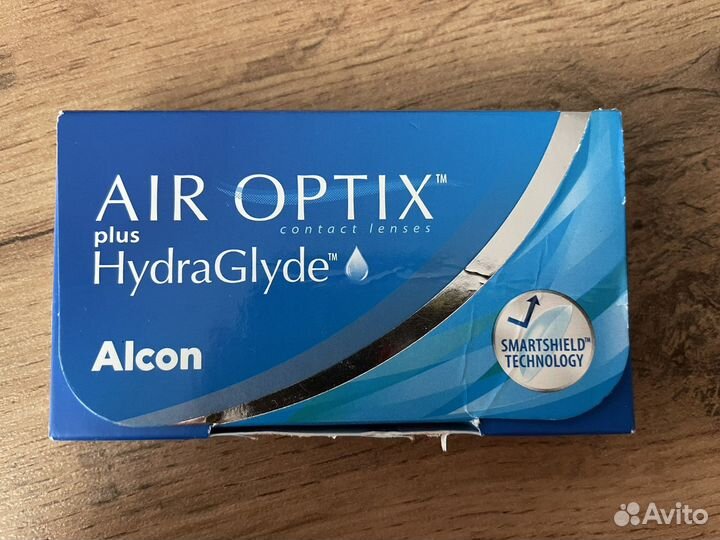 AIR OPTIX™
contact lenses
plus
HydraGlyde™
Alcon
SMARTSHIELD™
TECHNOLOGY
Avito